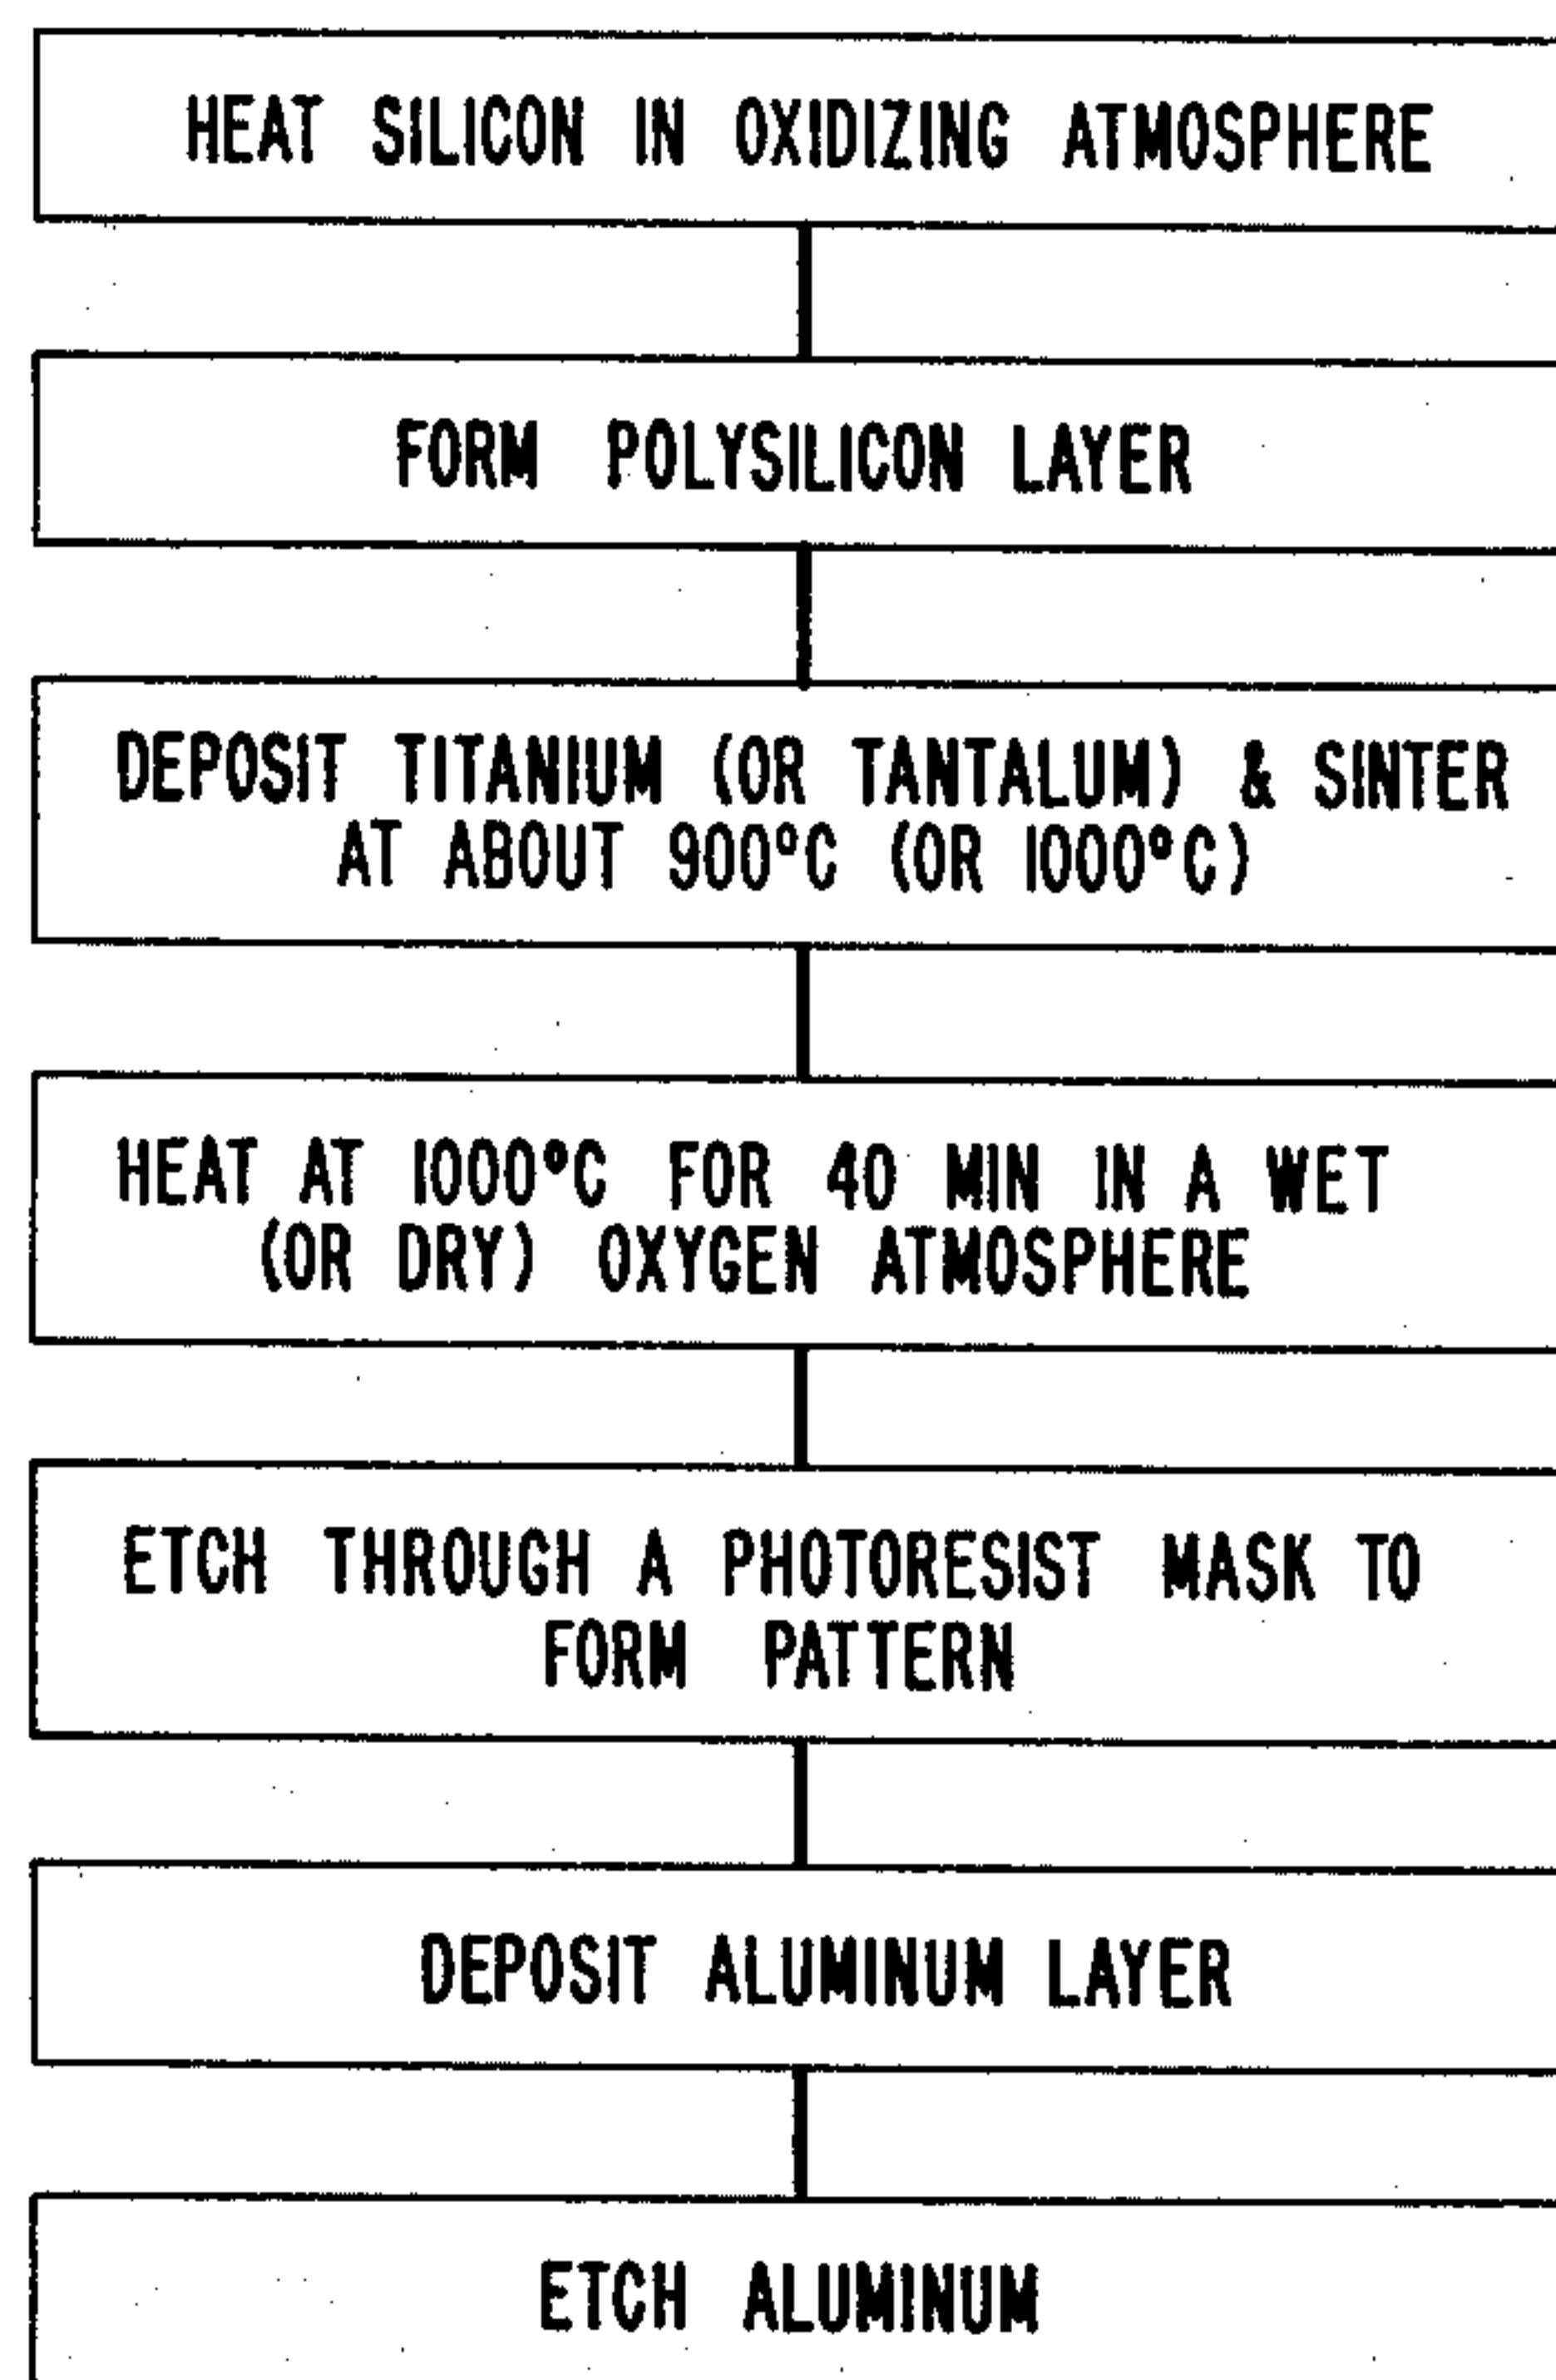 HEAT SILICON IN OXIDIZING ATMOSPHERE
FORM POLYSILICON LAYER
DEPOSIT TITANIUM (OR TANTALUM) & SINTER
AT ABOUT 900°C (OR 1000°C)
HEAT AT 1000°C FOR 40 MIN IN A WET
(OR DRY) OXYGEN ATMOSPHERE
ETCH THROUGH A PHOTORESIST MASK TO
FORM PATTERN
DEPOSIT ALUMINUM LAYER
ETCH ALUMINUM